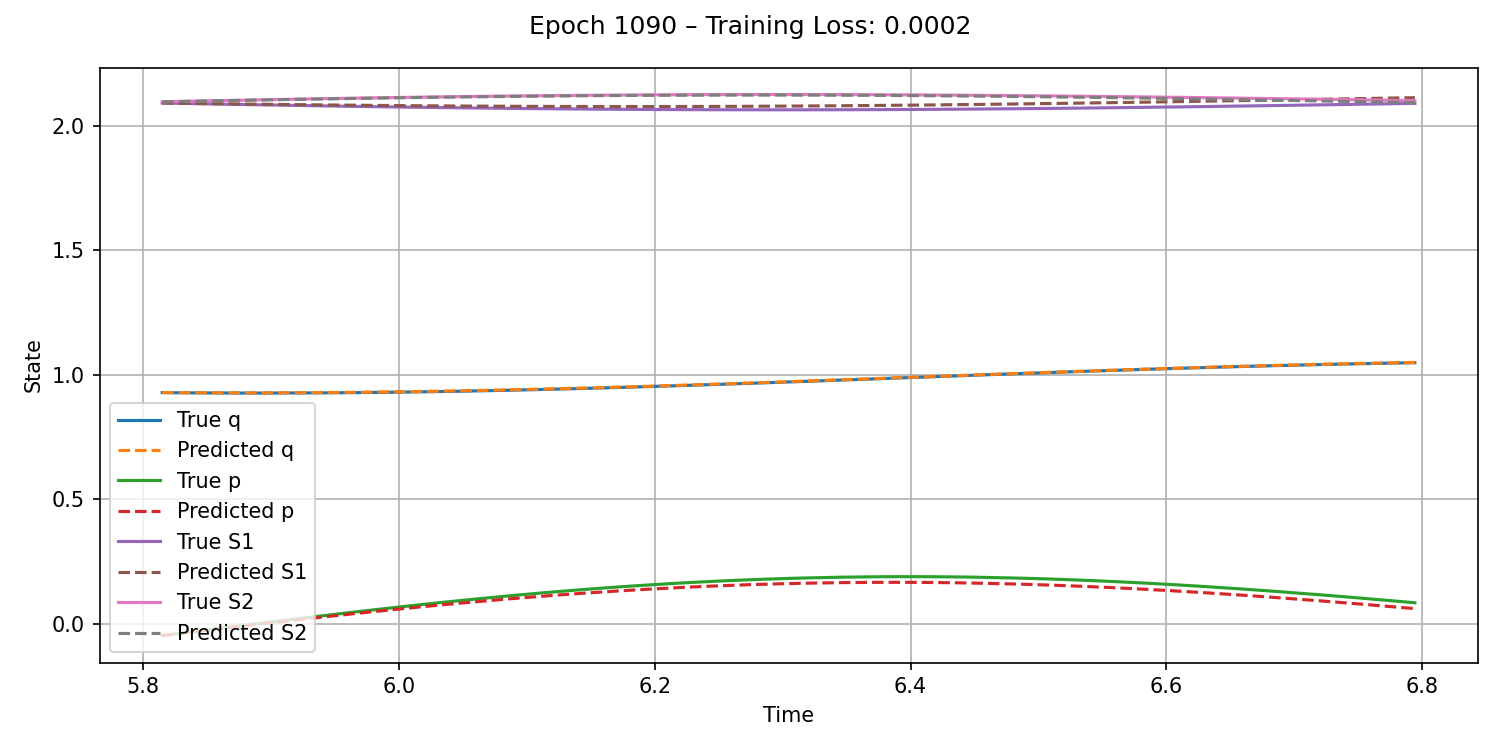 Epoch 1090 – Training Loss: 0.0002
State
2.0
1.5
1.0
0.5
0.0
True q
Predicted q
True p
Predicted p
True S1
Predicted S1
True S2
Predicted S2
5.8 6.0 6.2 6.4 6.6 6.8
Time